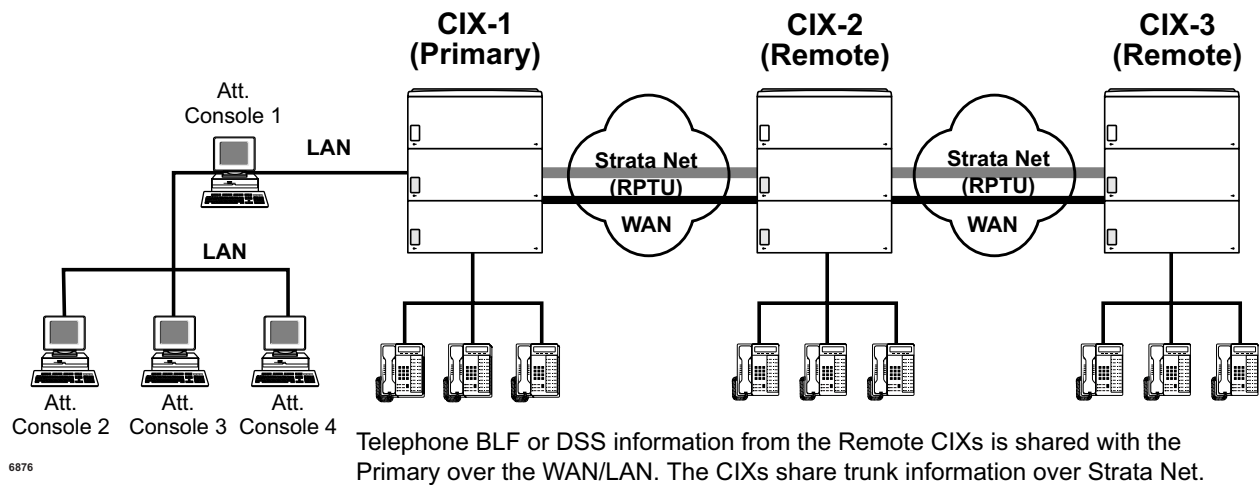 CIX-1
(Primary)
CIX-2
(Remote)
CIX-3
(Remote)
Att.
Console 1
LAN
Strata Net
(RPTU)
WAN
Strata Net
(RPTU)
WAN
LAN
Att.
Console 2
Att.
Console 3
Att.
Console 4
Telephone BLF or DSS information from the Remote CIXs is shared with the
Primary over the WAN/LAN. The CIXs share trunk information over Strata Net.
6876